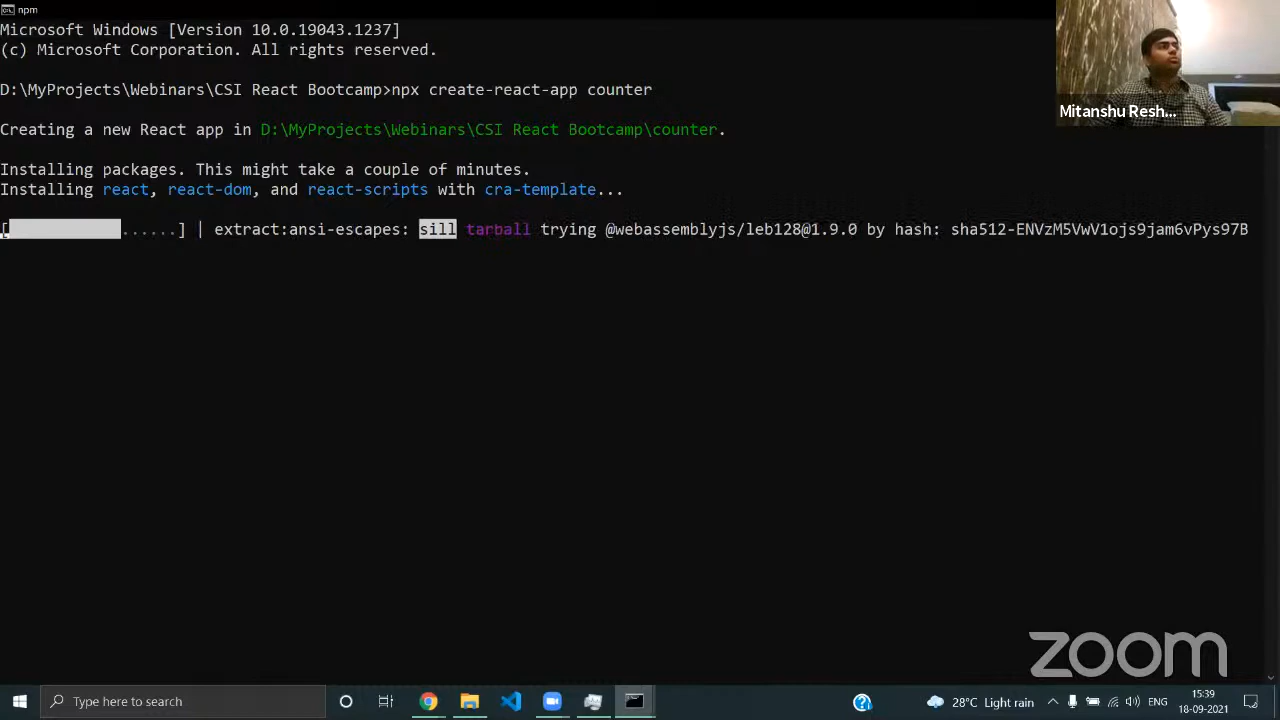 npm
Microsoft Windows [Version 10.0.19043.1237]
(c) Microsoft Corporation. All rights reserved.
D:\MyProjects\Webinars\CSI React Bootcamp>npx create-react-app counter
Mitanshu Resh...
Creating a new React app in D:\MyProjects\Webinars\CSI React Bootcamp\counter.
Installing packages. This might take a couple of minutes.
Installing react, react-dom, and react-scripts with cra-template...
[ ......] | extract:ansi-escapes: sill tarball trying @webassemblyjs/leb128@1.9.0 by hash: sha512-ENVzM5VwV1ojs9jam6vPys97B
zoom
Type here to search
28°C Light rain
ENG
15:39
18-09-2021